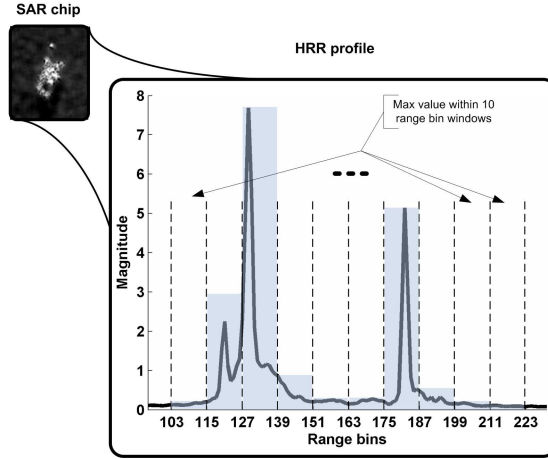 SAR chip
HRR profile
Max value within 10
range bin windows
Magnitude
8
7
6
5
4
3
2
1
0
103 115 127 139 151 163 175 187 199 211 223
Range bins